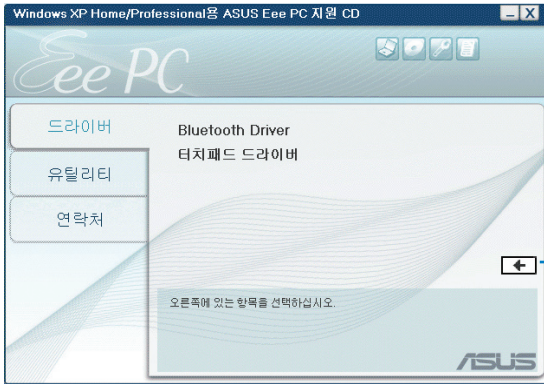 Windows XP Home/Professional용 ASUS Eee PC 지원 CD
Eee PC
드라이버
유틸리티
연락처
Bluetooth Driver
터치패드 드라이버
오른쪽에 있는 항목을 선택하십시오.
ASUS